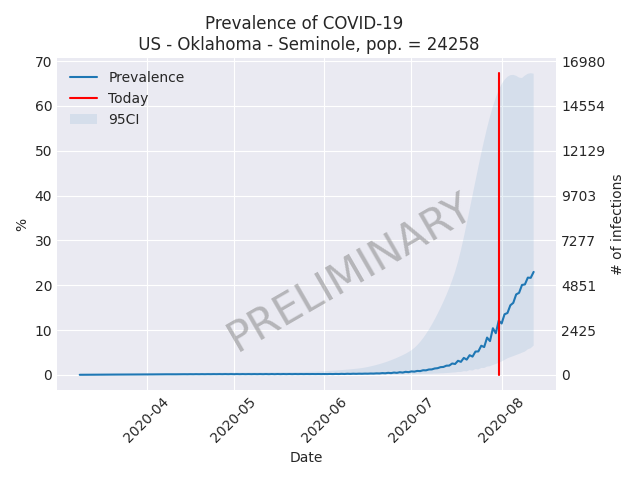 Prevalence of COVID-19
US - Oklahoma - Seminole, pop. = 24258
Prevalence
Today
95CI
70
60
50
40
30
20
10
0
%
16980
14554
12129
9703
7277
4851
2425
0
# of infections
PRELIMINARY
2020-04
2020-05
2020-06
2020-07
2020-08
Date